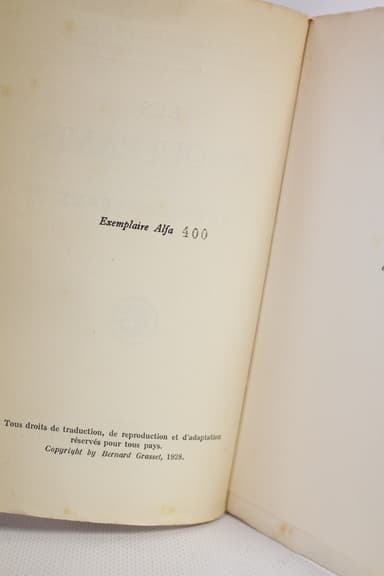 Exemplaire Alfa 400
Tous droits de traduction, de reproduction et d'adaptation
réservés pour tous pays.
Copyright by Bernard Grasset, 1928.